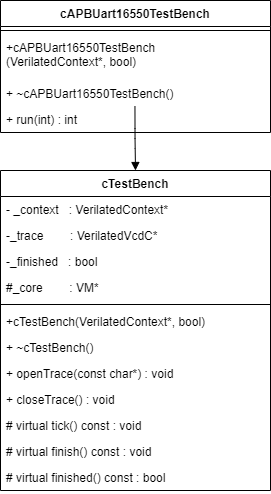 cAPBUart16550TestBench
+cAPBUart16550TestBench
(VerilatedContext*, bool)
+ ~cAPBUart16550TestBench()
+ run(int) : int
cTestBench
- _context : VerilatedContext*
-_trace : VerilatedVcdC*
-_finished : bool
#_core : VM*
+cTestBench(VerilatedContext*, bool)
+ ~cTestBench()
+ openTrace(const char*) : void
+ closeTrace() : void
# virtual tick() const : void
# virtual finish() const : void
# virtual finished() const : bool